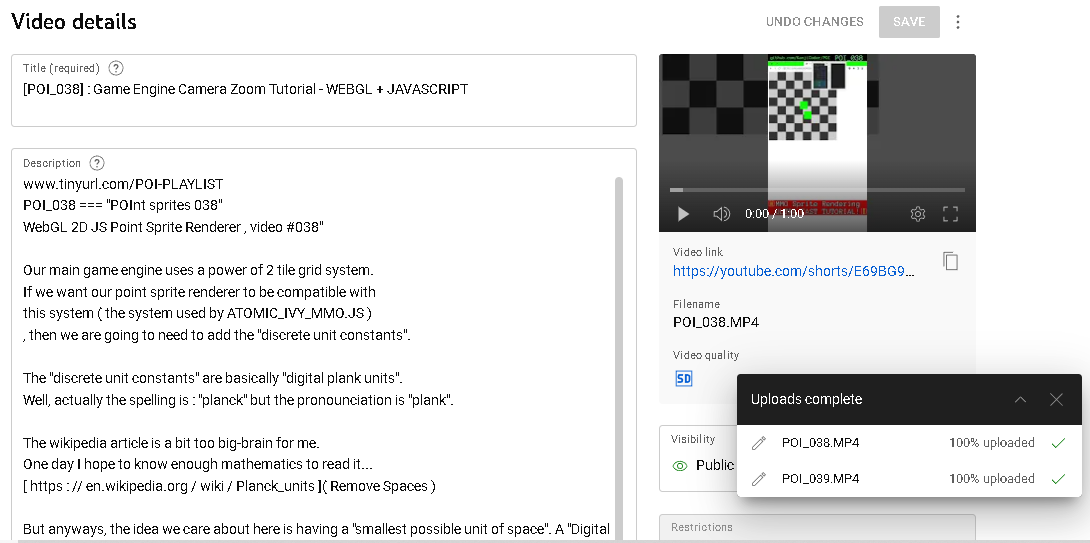 Video details
UNDO CHANGES
SAVE
Title (required)
[POI_038] : Game Engine Camera Zoom Tutorial - WEBGL + JAVASCRIPT
Description
www.tinyurl.com/POI-PLAYLIST
POI_038 === "POInt sprites 038"
WebGL 2D JS Point Sprite Renderer , video #038"
Our main game engine uses a power of 2 tile grid system.
If we want our point sprite renderer to be compatible with
this system ( the system used by ATOMIC_IVY_MMO.JS )
, then we are going to need to add the "discrete unit constants".
The "discrete unit constants" are basically "digital plank units".
Well, actually the spelling is : "planck" but the pronounciation is "plank".
The wikipedia article is a bit too big-brain for me.
One day I hope to know enough mathematics to read it...
[ https : // en.wikipedia.org / wiki / Planck_units ]( Remove Spaces )
But anyways, the idea we care about here is having a "smallest possible unit of space". A "Digital
POI_038
MMO Sprite Rendering
TUTORIAL!
0:00 / 1:00
Video link
https://youtube.com/shorts/E69BG9...
Filename
POI_038.MP4
Video quality
SD
Visibility
Public
Restrictions
Uploads complete
POI_038.MP4 100% uploaded
POI_039.MP4 100% uploaded